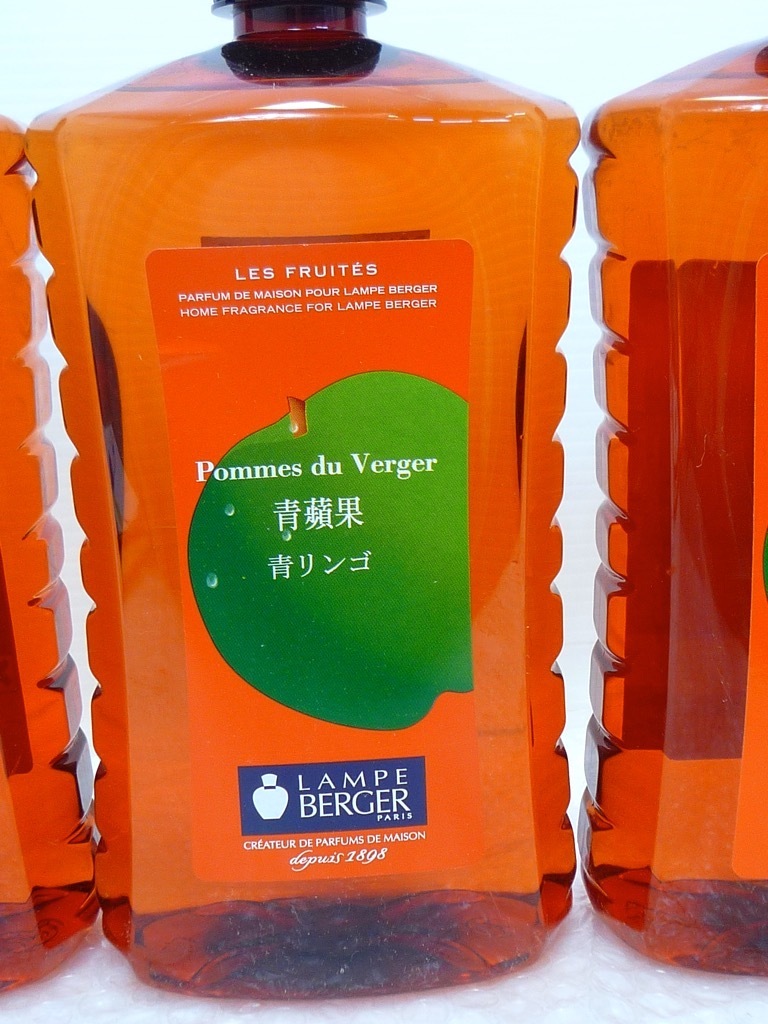 LES FRUITÉS
PARFUM DE MAISON POUR LAMPE BERGER
HOME FRAGRANCE FOR LAMPE BERGER
Pommes du Verger
青蘋果
青リンゴ
LAMPE
BERGER
PARIS
CRÉATEUR DE PARFUMS DE MAISON
depuis 1898